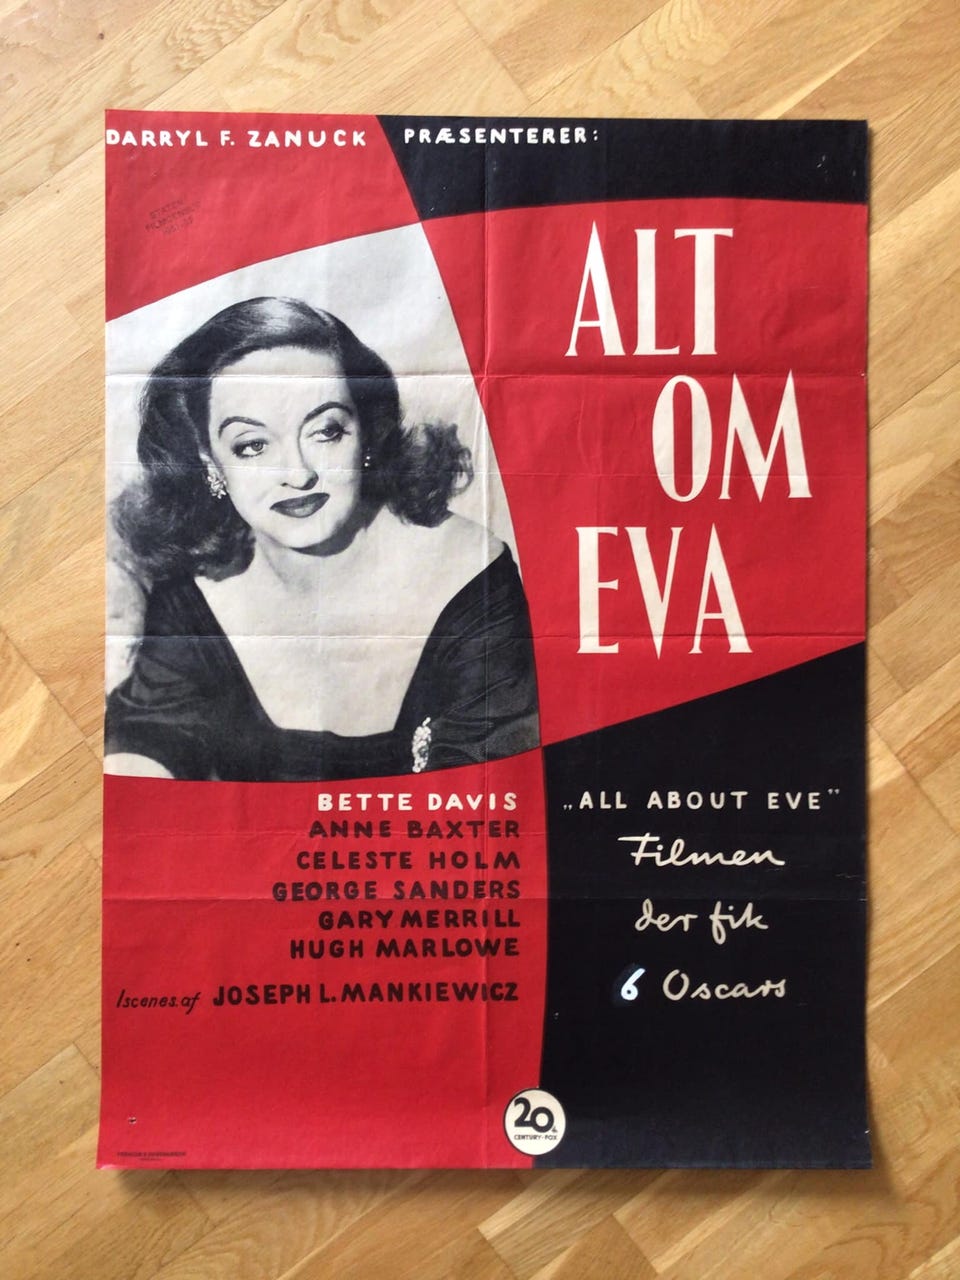 DARRYL F. ZANUCK PRÆSENTERER:
STATENS
ALT
OM
EVA
BETTE DAVIS
ANNE BAXTER
CELESTE HOLM
GEORGE SANDERS
GARY MERRILL
HUGH MARLOWE
Iscenes. af JOSEPH L. MANKIEWICZ
„ALL ABOUT EVE”
Filmen
der fik
6 Oscars
20th
CENTURY-FOX